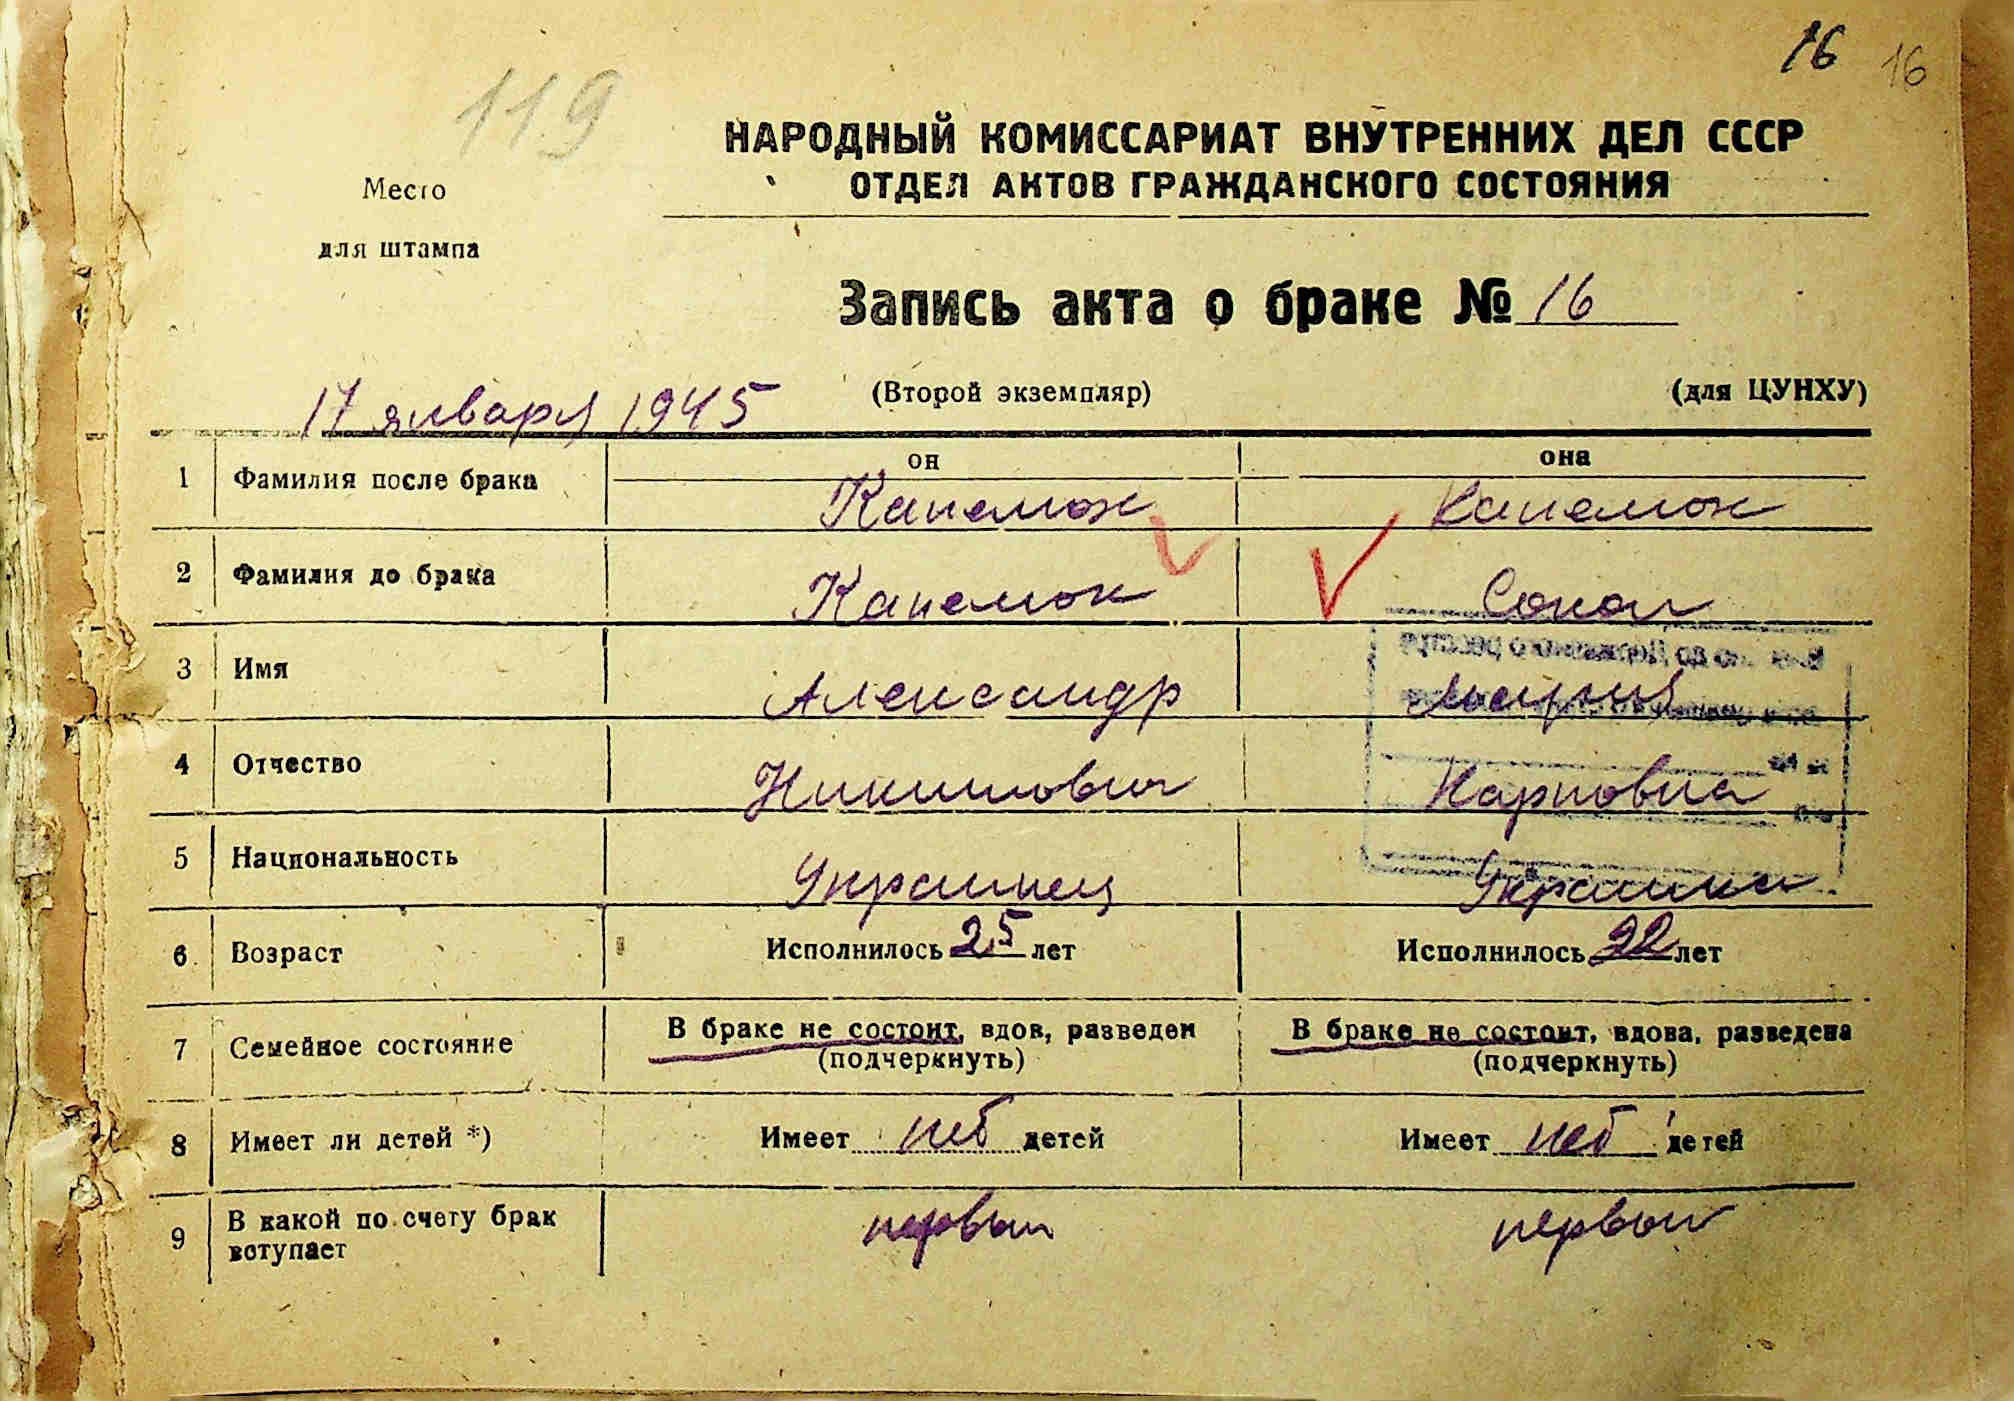 16 16
119
НАРОДНЫЙ КОМИССАРИАТ ВНУТРЕННИХ ДЕЛ СССР
ОТДЕЛ АКТОВ ГРАЖДАНСКОГО СОСТОЯНИЯ
Место
для штампа
Запись акта о браке № 16
(Второй экземпляр) (для ЦУНХУ)
17 января 1945
он она
1 Фамилия после брака
2 Фамилия до брака Сокол
3 Имя Александр Мария
4 Отчество Карповна
5 Национальность Украинец Украинка
6 Возраст Исполнилось 25 лет Исполнилось 22 лет
7 Семейное состояние В браке не состоит, вдов, разведен В браке не состоит, вдова, разведена
(подчеркнуть) (подчеркнуть)
8 Имеет ли детей *) Имеет нет детей Имеет нет детей
9 В какой по счету брак первый первый
вступает